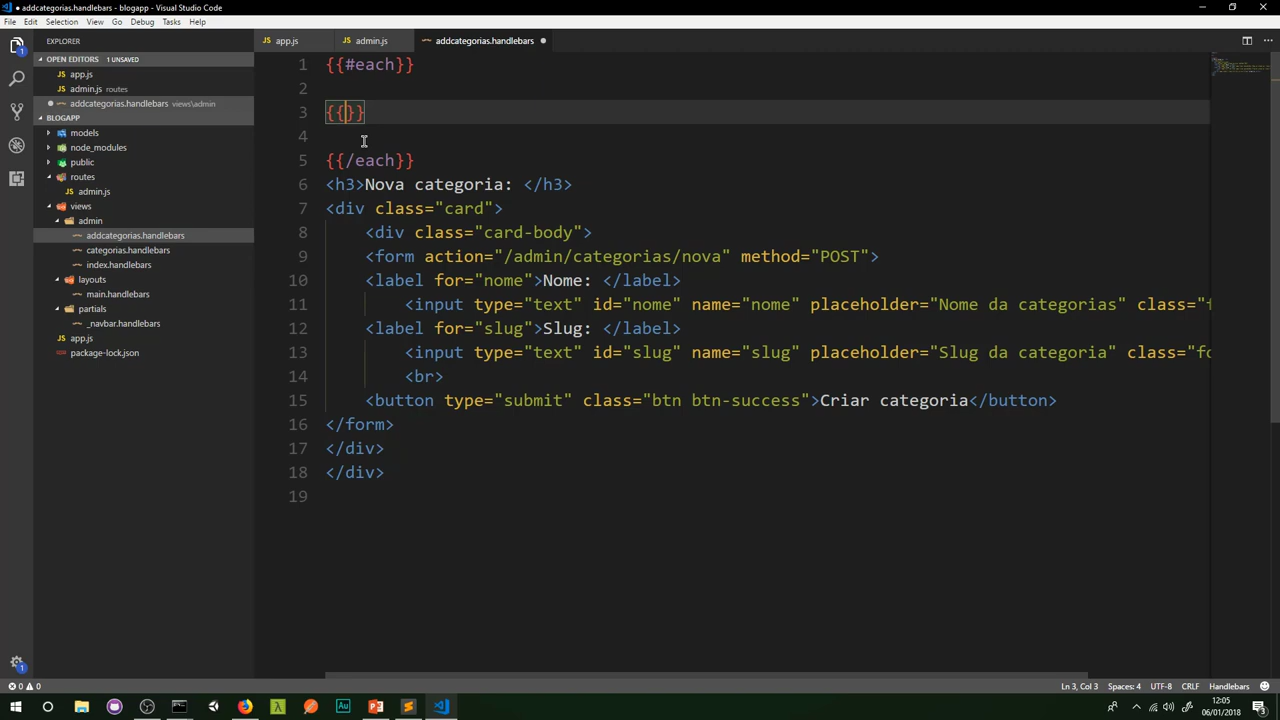 ● addcategorias.handlebars - blogapp - Visual Studio Code
File Edit Selection View Go Debug Tasks Help
EXPLORER
OPEN EDITORS 1 UNSAVED
app.js
admin.js routes
addcategorias.handlebars views\admin
BLOGAPP
models
node_modules
public
routes
admin.js
views
admin
addcategorias.handlebars
categorias.handlebars
index.handlebars
layouts
main.handlebars
partials
_navbar.handlebars
app.js
package-lock.json
JS app.js JS admin.js addcategorias.handlebars ●
1 {{#each}}
2
3 {{}}
4
5 {{/each}}
6 <h3>Nova categoria: </h3>
7 <div class="card">
8 <div class="card-body">
9 <form action="/admin/categorias/nova" method="POST">
10 <label for="nome">Nome: </label>
11 <input type="text" id="nome" name="nome" placeholder="Nome da categorias" class="f
12 <label for="slug">Slug: </label>
13 <input type="text" id="slug" name="slug" placeholder="Slug da categoria" class="fo
14 <br>
15 <button type="submit" class="btn btn-success">Criar categoria</button>
16 </form>
17 </div>
18 </div>
19
0 0 Ln 3, Col 3 Spaces: 4 UTF-8 CRLF Handlebars
12:05
06/01/2018